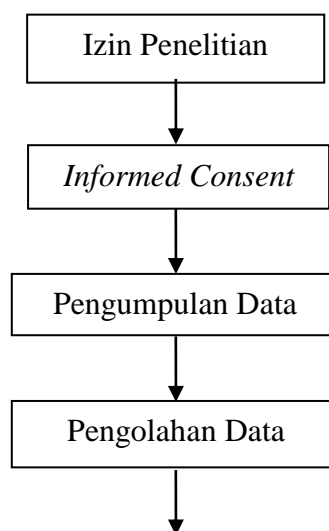 Izin Penelitian
Informed Consent
Pengumpulan Data
Pengolahan Data